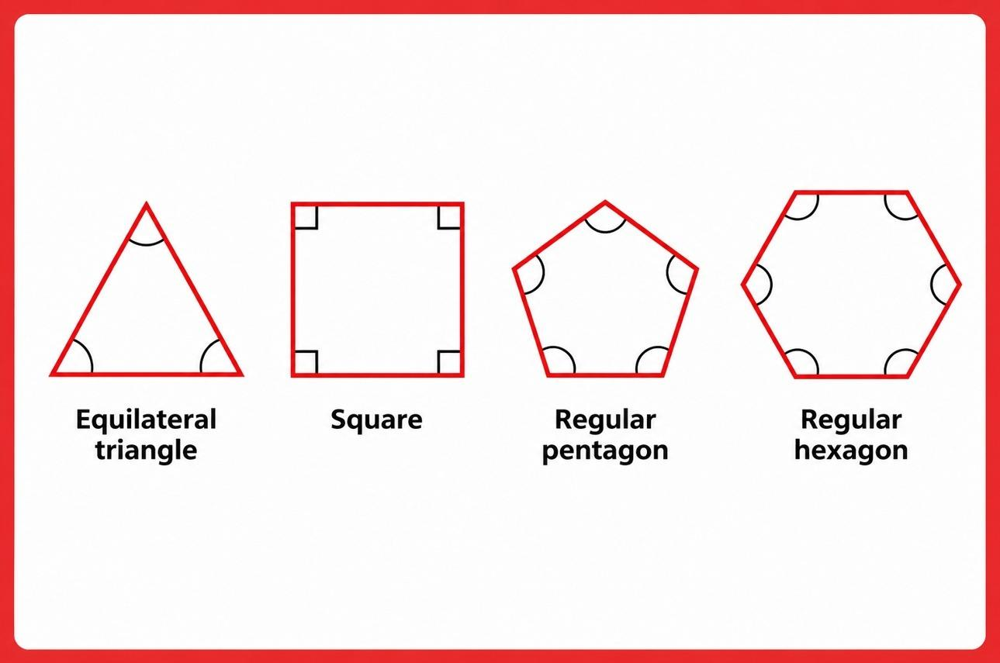 Equilateral
triangle
Square
Regular
pentagon
Regular
hexagon